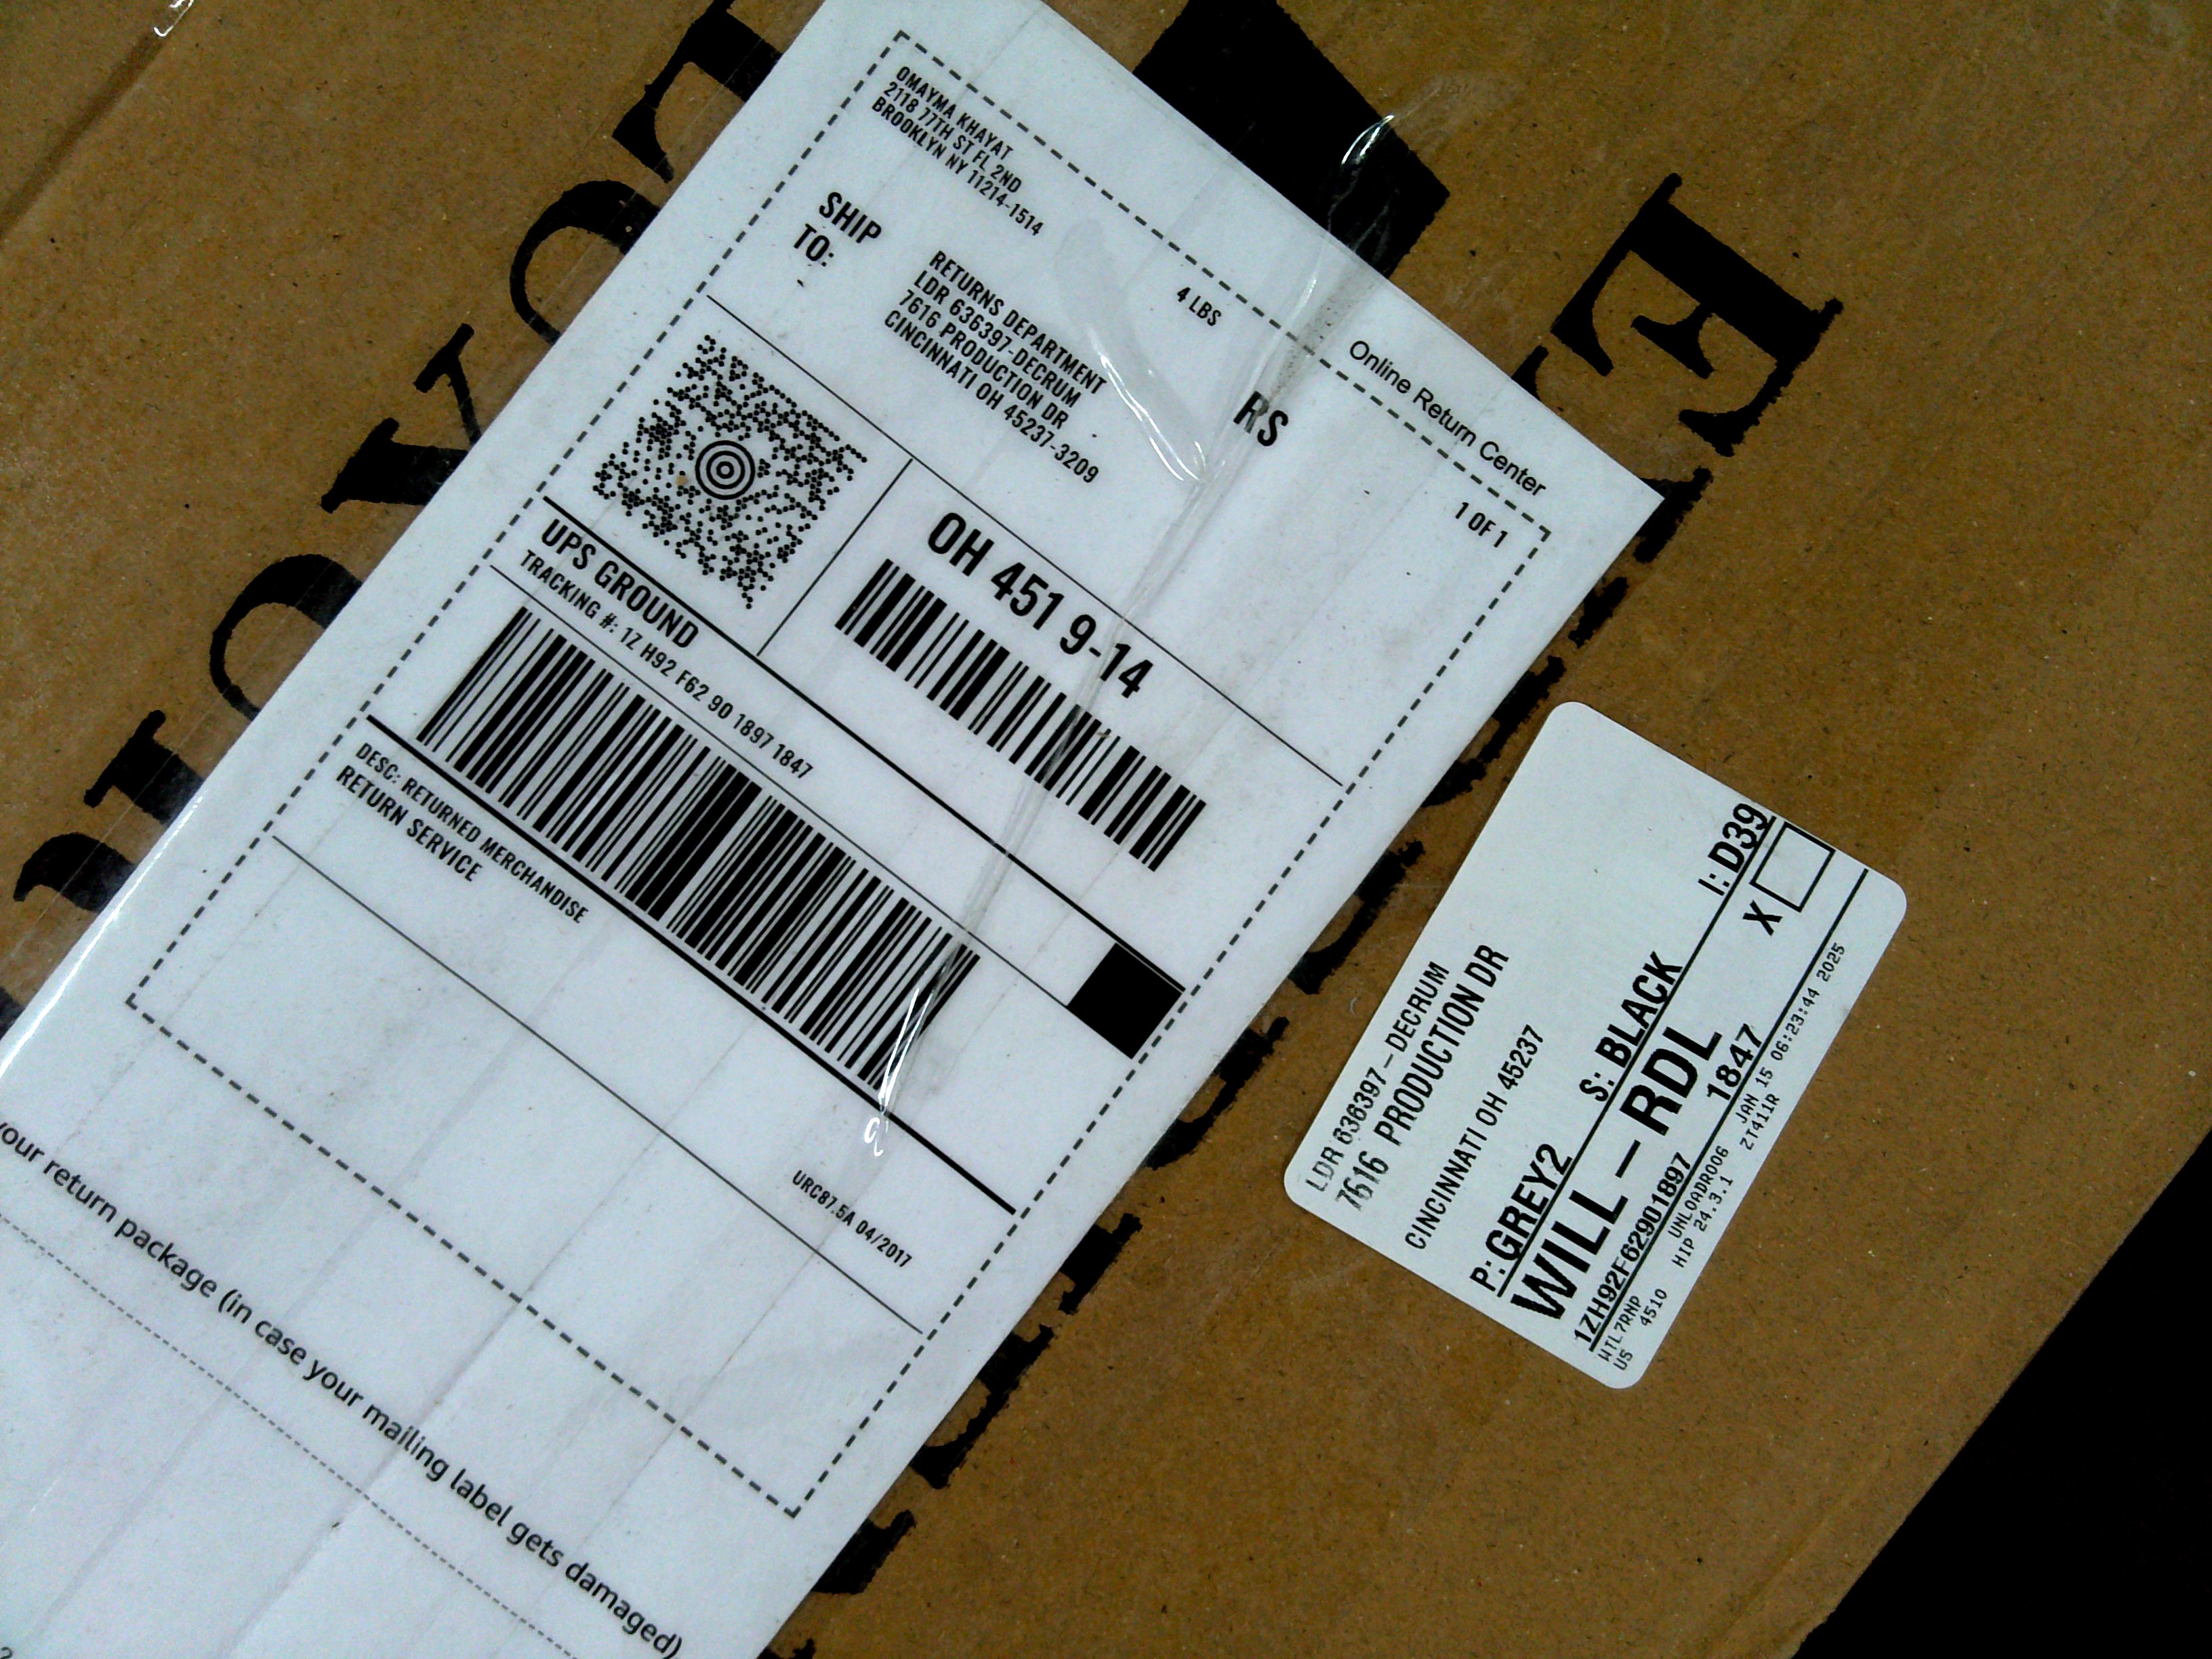 OMAYMA KHAYAT
2118 77TH ST FL 2ND
BROOKLYN NY 11214-1514
4 LBS
1 OF 1
Online Return Center
SHIP
TO:
RETURNS DEPARTMENT
LDR 636397-DECRUM
7616 PRODUCTION DR
CINCINNATI OH 45237-3209
RS
OH 451 9-14
UPS GROUND
TRACKING #: 1Z H92 F62 90 1897 1847
DESC: RETURNED MERCHANDISE
RETURN SERVICE
URC87.5A 04/2017
your return package (in case your mailing label gets damaged)
LDR 636397-DECRUM
7616 PRODUCTION DR
CINCINNATI OH 45237
P: GREY2 S: BLACK I: D39
WILL-RDL X
1ZH92F62901897 1847
WIL7RNP UNLOADR006 JAN 15 06:23:44 2025
US 4510 HIP 24.3.1 ZT411R